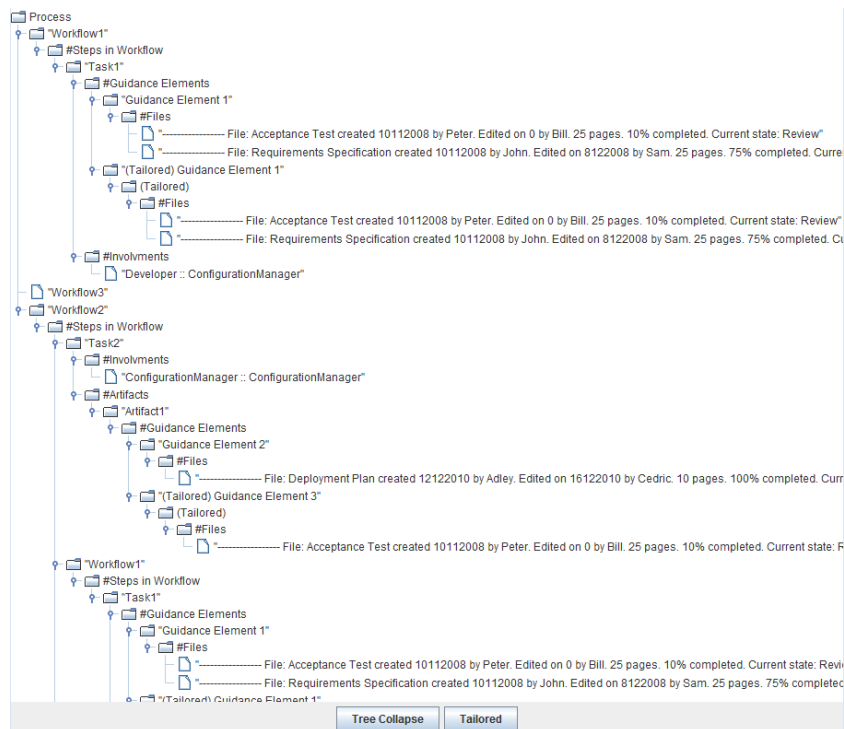 Process
"Workflow1"
#Steps in Workflow
"Task1"
#Guidance Elements
"Guidance Element 1"
#Files
"----------------- File: Acceptance Test created 10112008 by Peter. Edited on 0 by Bill. 25 pages. 10% completed. Current state: Review"
"----------------- File: Requirements Specification created 10112008 by John. Edited on 8122008 by Sam. 25 pages. 75% completed. Curre
"(Tailored) Guidance Element 1"
(Tailored)
#Files
"----------------- File: Acceptance Test created 10112008 by Peter. Edited on 0 by Bill. 25 pages. 10% completed. Current state: Review"
"----------------- File: Requirements Specification created 10112008 by John. Edited on 8122008 by Sam. 25 pages. 75% completed. Cu
#Involvments
"Developer :: ConfigurationManager"
"Workflow3"
"Workflow2"
#Steps in Workflow
"Task2"
#Involvments
"ConfigurationManager :: ConfigurationManager"
#Artifacts
"Artifact1"
#Guidance Elements
"Guidance Element 2"
#Files
"----------------- File: Deployment Plan created 12122010 by Adley. Edited on 16122010 by Cedric. 10 pages. 100% completed. Curr
"(Tailored) Guidance Element 3"
(Tailored)
#Files
"----------------- File: Acceptance Test created 10112008 by Peter. Edited on 0 by Bill. 25 pages. 10% completed. Current state: R
"Workflow1"
#Steps in Workflow
"Task1"
#Guidance Elements
"Guidance Element 1"
#Files
"----------------- File: Acceptance Test created 10112008 by Peter. Edited on 0 by Bill. 25 pages. 10% completed. Current state: Revi
"----------------- File: Requirements Specification created 10112008 by John. Edited on 8122008 by Sam. 25 pages. 75% completed
"(Tailored) Guidance Element 1"
Tree Collapse Tailored